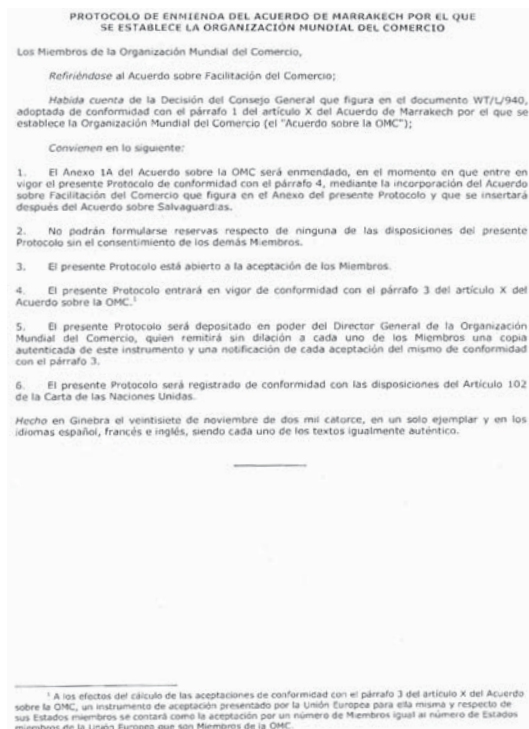 PROTOCOLO DE ENMIENDA DEL ACUERDO DE MARRAKECH POR EL QUE
SE ESTABLECE LA ORGANIZACIÓN MUNDIAL DEL COMERCIO
Los Miembros de la Organización Mundial del Comercio,
Refiriéndose al Acuerdo sobre Facilitación del Comercio;
Habida cuenta de la Decisión del Consejo General que figura en el documento WT/L/940,
adoptada de conformidad con el párrafo 1 del artículo X del Acuerdo de Marrakech por el que se
establece la Organización Mundial del Comercio (el "Acuerdo sobre la OMC");
Convienen en lo siguiente:
1. El Anexo 1A del Acuerdo sobre la OMC será enmendado, en el momento en que entre en
vigor el presente Protocolo de conformidad con el párrafo 4, mediante la incorporación del Acuerdo
sobre Facilitación del Comercio que figura en el Anexo del presente Protocolo y que se insertará
después del Acuerdo sobre Salvaguardias.
2. No podrán formularse reservas respecto de ninguna de las disposiciones del presente
Protocolo sin el consentimiento de los demás Miembros.
3. El presente Protocolo está abierto a la aceptación de los Miembros.
4. El presente Protocolo entrará en vigor de conformidad con el párrafo 3 del artículo X del
Acuerdo sobre la OMC.¹
5. El presente Protocolo será depositado en poder del Director General de la Organización
Mundial del Comercio, quien remitirá sin dilación a cada uno de los Miembros una copia
autenticada de este instrumento y una notificación de cada aceptación del mismo de conformidad
con el párrafo 3.
6. El presente Protocolo será registrado de conformidad con las disposiciones del Artículo 102
de la Carta de las Naciones Unidas.
Hecho en Ginebra el veintisiete de noviembre de dos mil catorce, en un solo ejemplar y en los
idiomas español, francés e inglés, siendo cada uno de los textos igualmente auténtico.
¹ A los efectos del cálculo de las aceptaciones de conformidad con el párrafo 3 del artículo X del Acuerdo
sobre la OMC, un instrumento de aceptación presentado por la Unión Europea para ella misma y respecto de
sus Estados miembros se contará como la aceptación por un número de Miembros igual al número de Estados
miembros de la Unión Europea que son Miembros de la OMC.